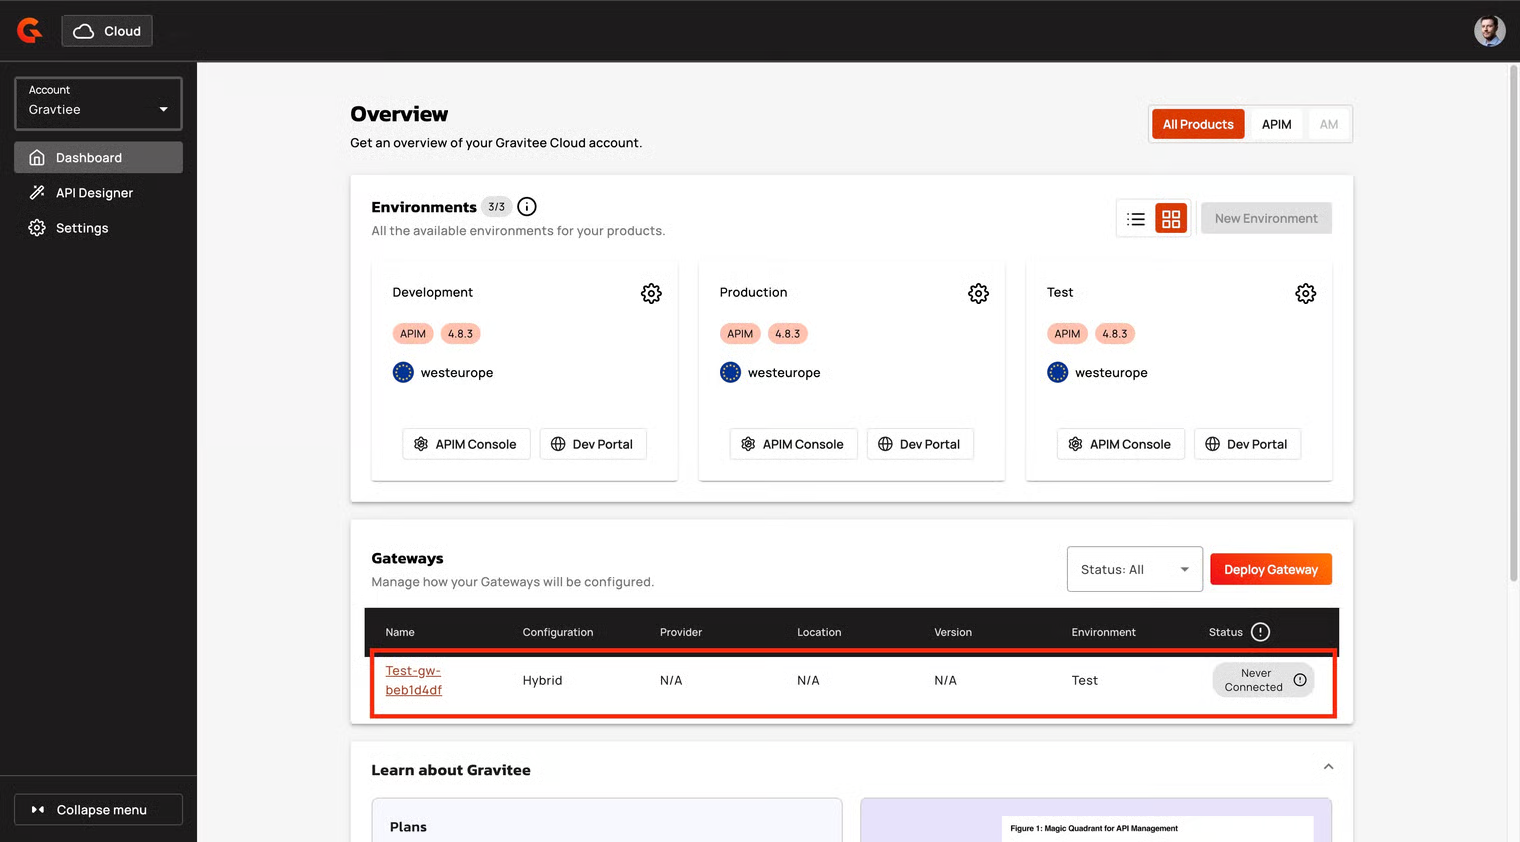 Cloud
Account
Gravtiee
Dashboard
API Designer
Settings
Collapse menu
Overview
Get an overview of your Gravitee Cloud account.
All Products APIM AM
Environments 3/3
All the available environments for your products.
New Environment
Development
APIM 4.8.3
westeurope
APIM Console Dev Portal
Production
APIM 4.8.3
westeurope
APIM Console Dev Portal
Test
APIM 4.8.3
westeurope
APIM Console Dev Portal
Gateways
Manage how your Gateways will be configured.
Status: All Deploy Gateway
Name Configuration Provider Location Version Environment Status
Test-gw-
beb1d4df
Hybrid N/A N/A N/A Test
Never
Connected
Learn about Gravitee
Plans
Figure 1: Magic Quadrant for API Management